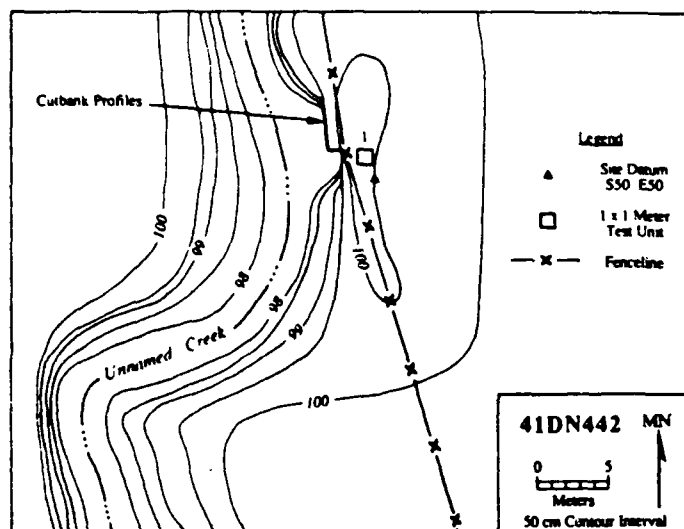 Cutbank Profiles
1
Legend
Site Datum
S50 E50
1 x 1 Meter
Test Unit
Fenceline
100
99
98
98
99
100
100
Unnamed Creek
41DN442
MN
0 5
Meters
50 cm Contour Interval